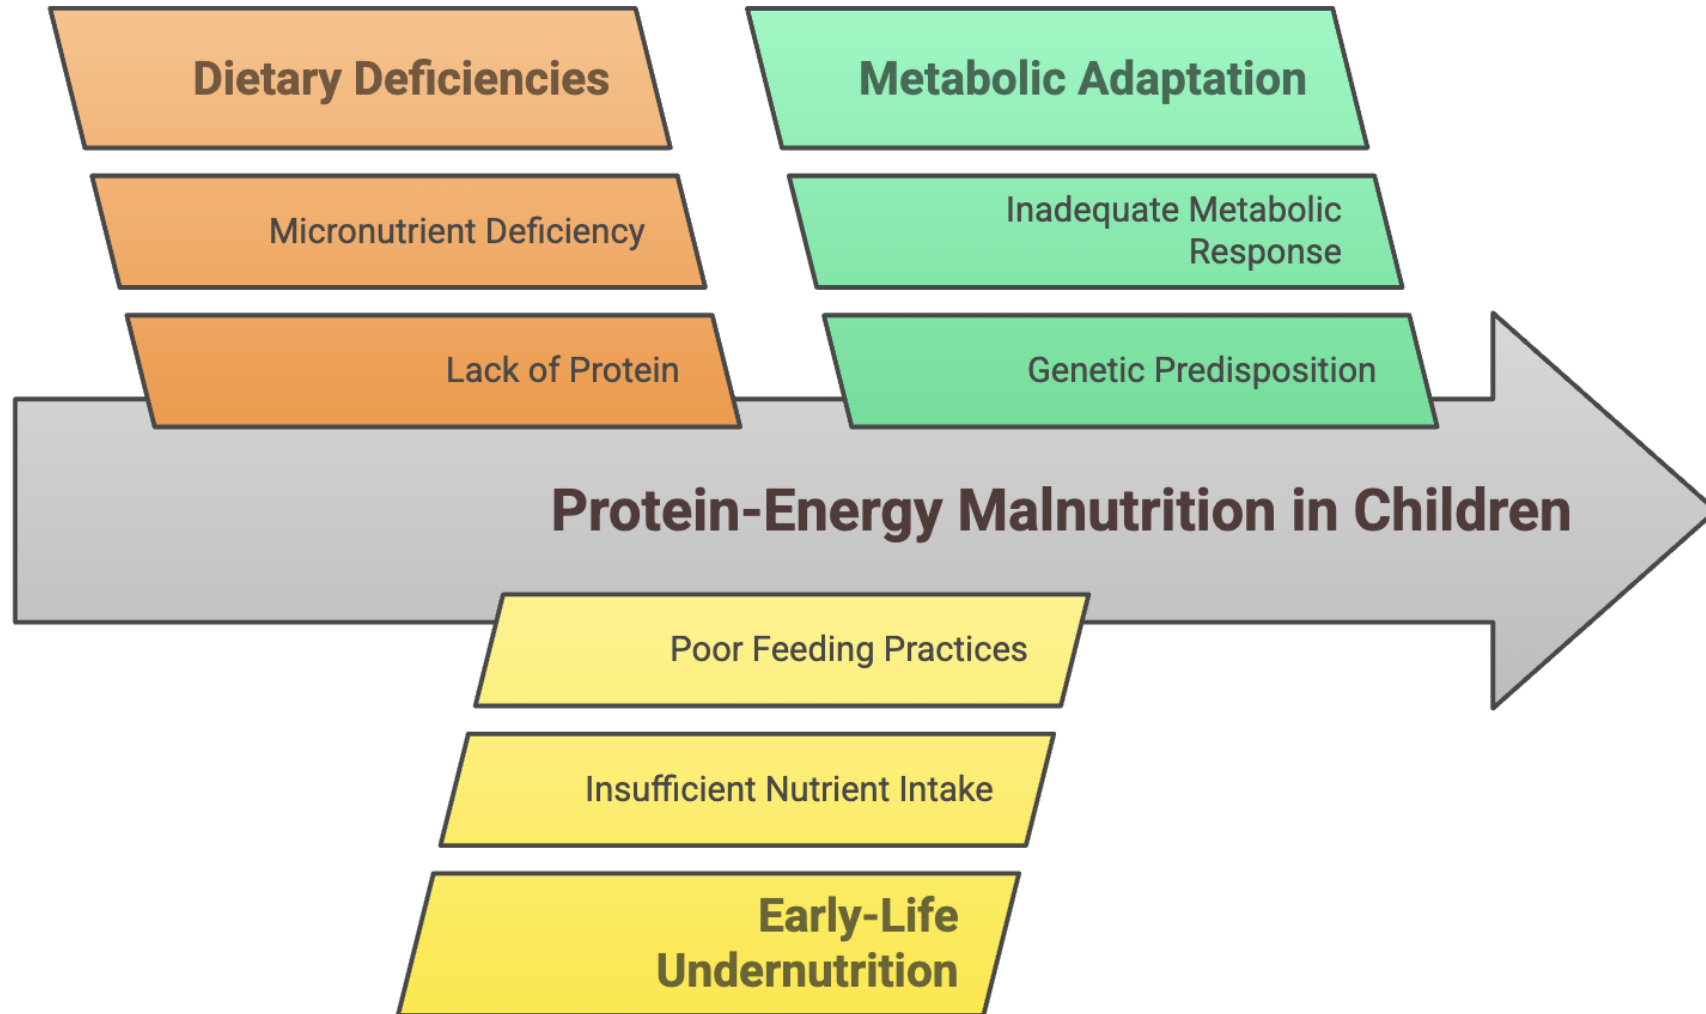 Dietary Deficiencies
Micronutrient Deficiency
Lack of Protein
Metabolic Adaptation
Inadequate Metabolic
Response
Genetic Predisposition
Protein-Energy Malnutrition in Children
Poor Feeding Practices
Insufficient Nutrient Intake
Early-Life
Undernutrition